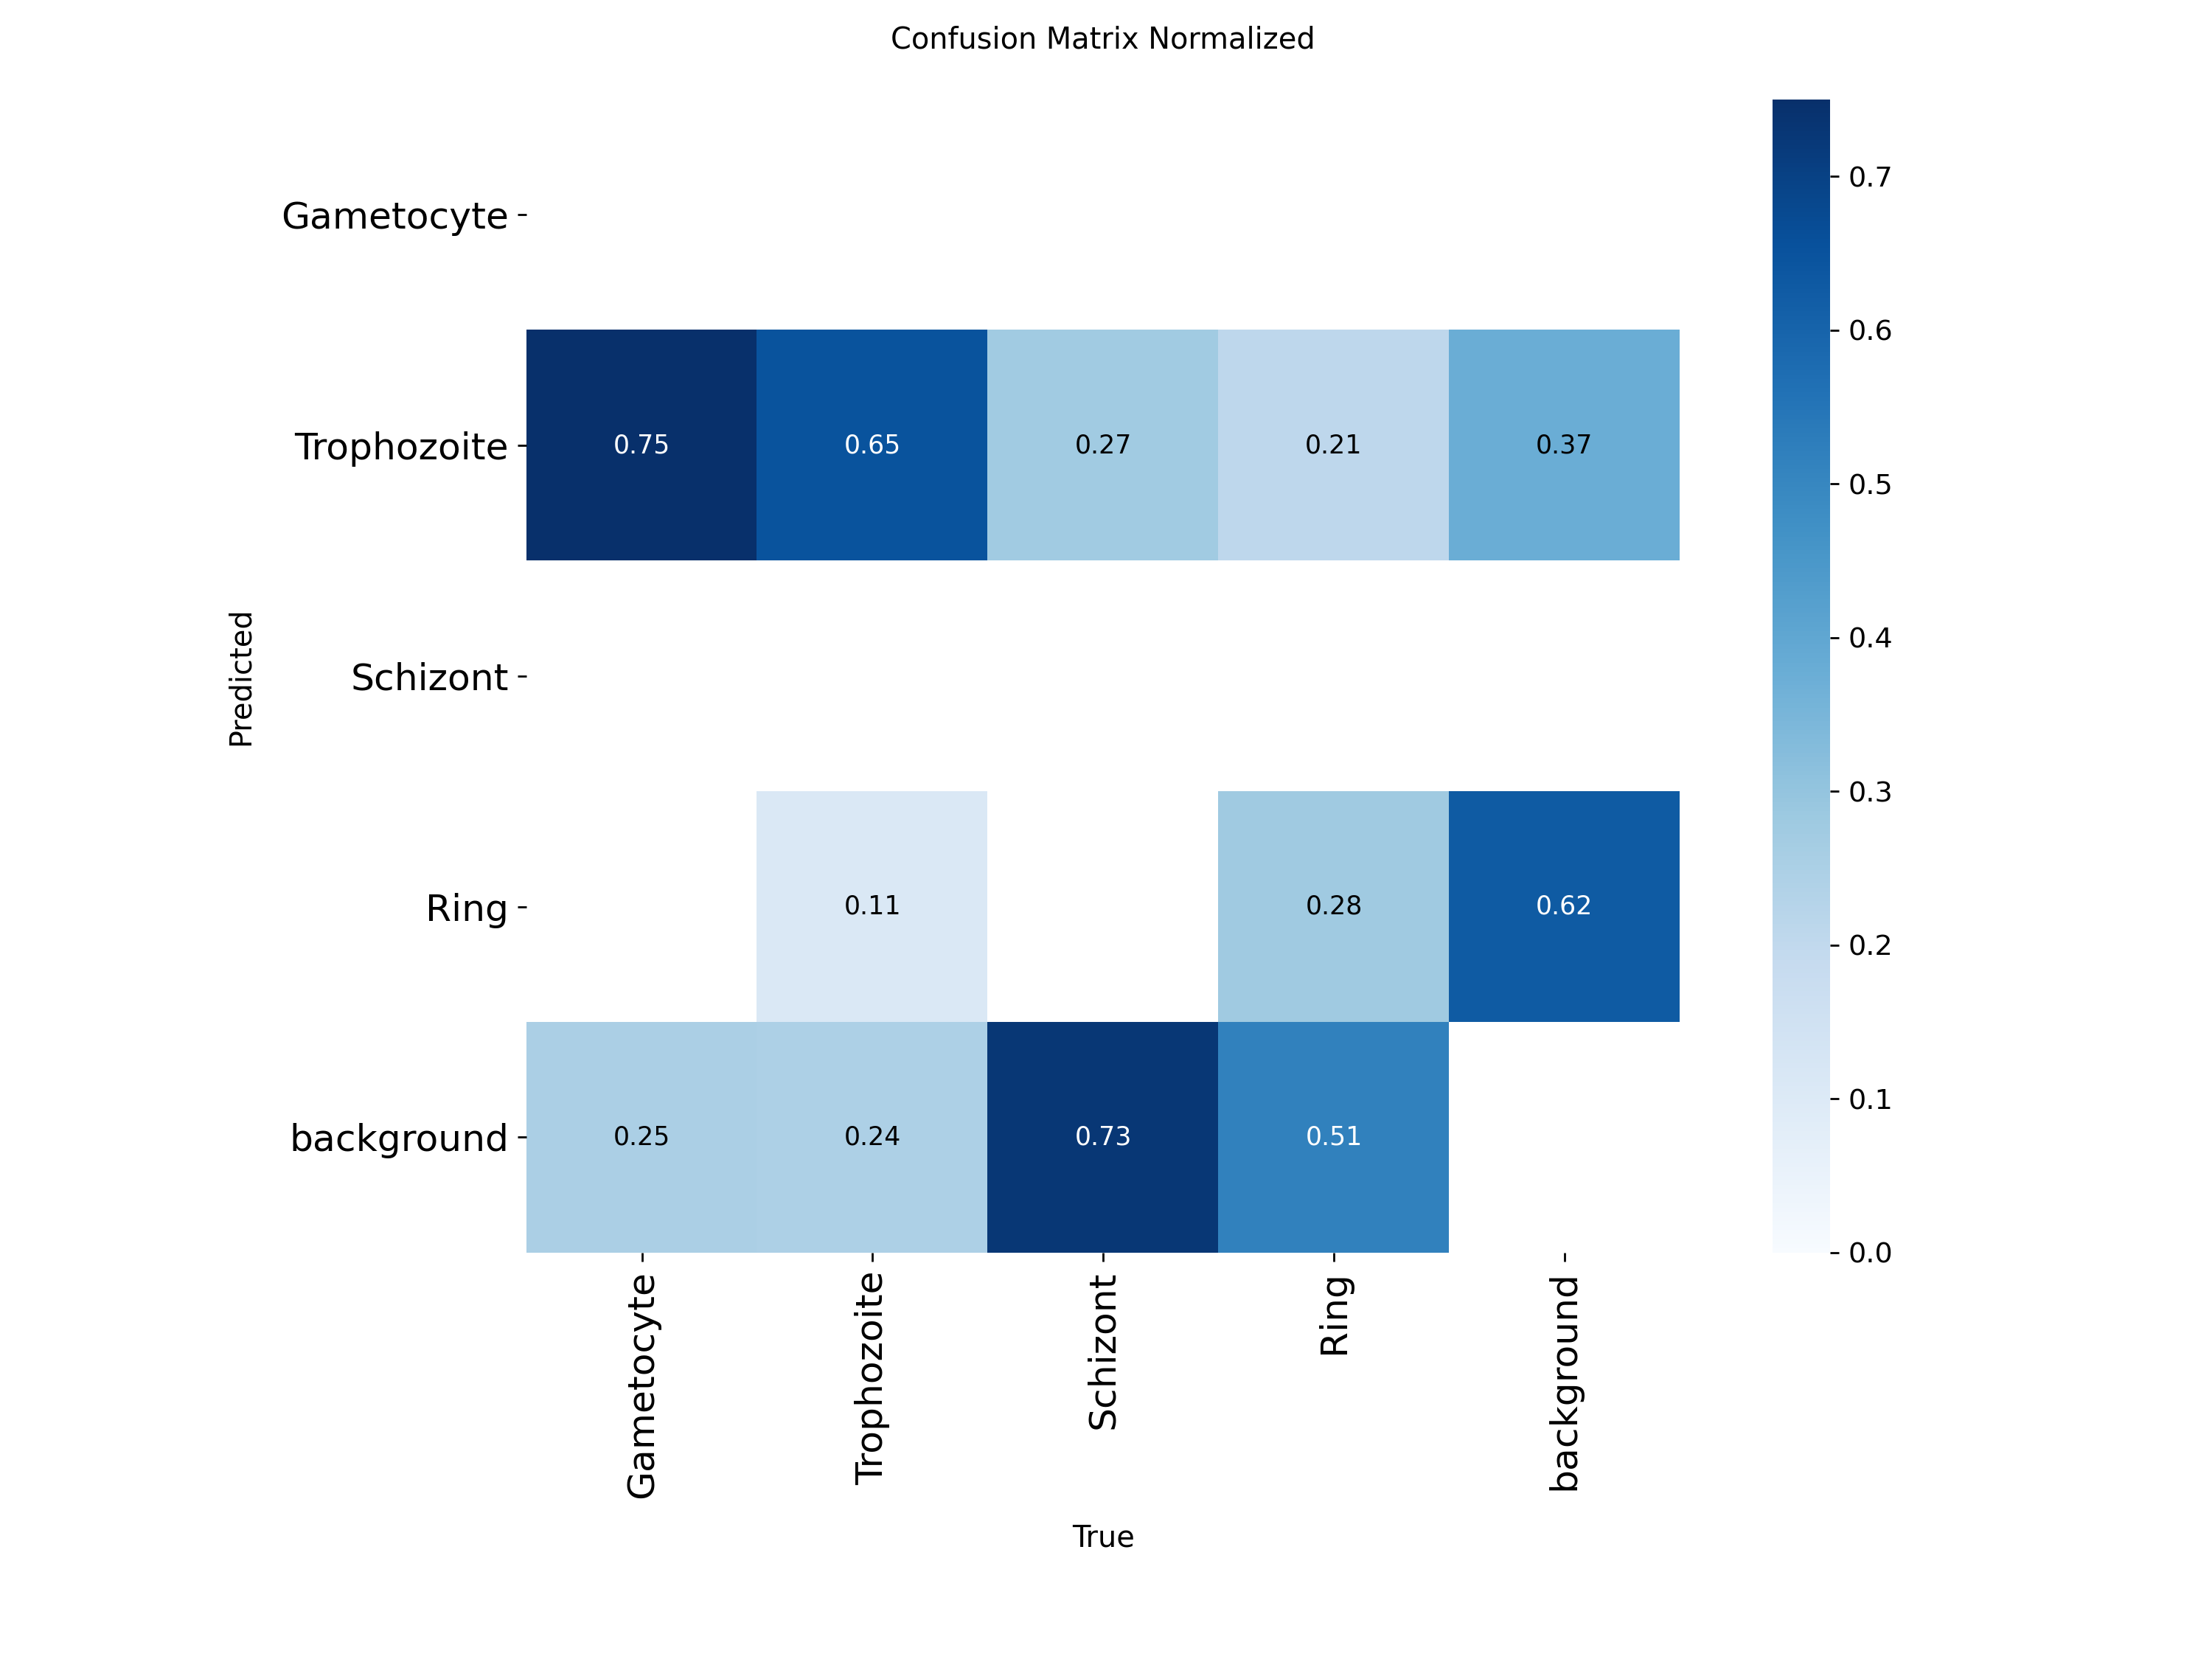 Confusion Matrix Normalized
Gametocyte
Trophozoite 0.75 0.65 0.27 0.21 0.37
Schizont
Ring 0.11 0.28 0.62
background 0.25 0.24 0.73 0.51
Predicted
Gametocyte Trophozoite Schizont Ring background
True
0.7
0.6
0.5
0.4
0.3
0.2
0.1
0.0